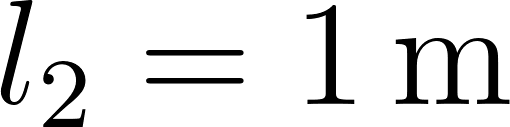 l₂ = 1 m